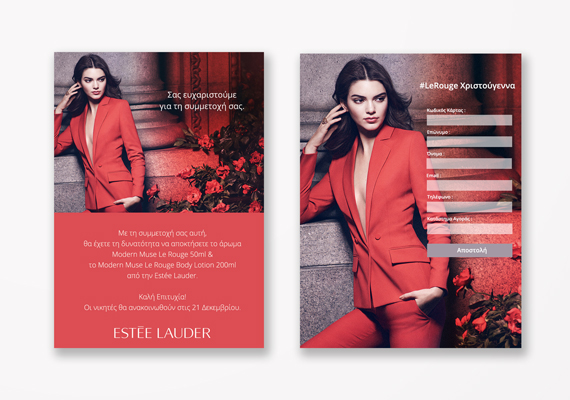 Σας ευχαριστούμε
για τη συμμετοχή σας.
Με τη συμμετοχή σας αυτή,
θα έχετε τη δυνατότητα να αποκτήσετε το άρωμα
Modern Muse Le Rouge 50ml &
το Modern Muse Le Rouge Body Lotion 200ml
από την Estée Lauder.
Καλή Επιτυχία!
Οι νικητές θα ανακοινωθούν στις 21 Δεκεμβρίου
ESTĒE LAUDER
#LeRouge Χριστούγεννα
Κωδικός Κάρτας :
Επώνυμο :
Όνομα :
Email :
Τηλέφωνο :
Κατάστημα Αγοράς :
Αποστολή